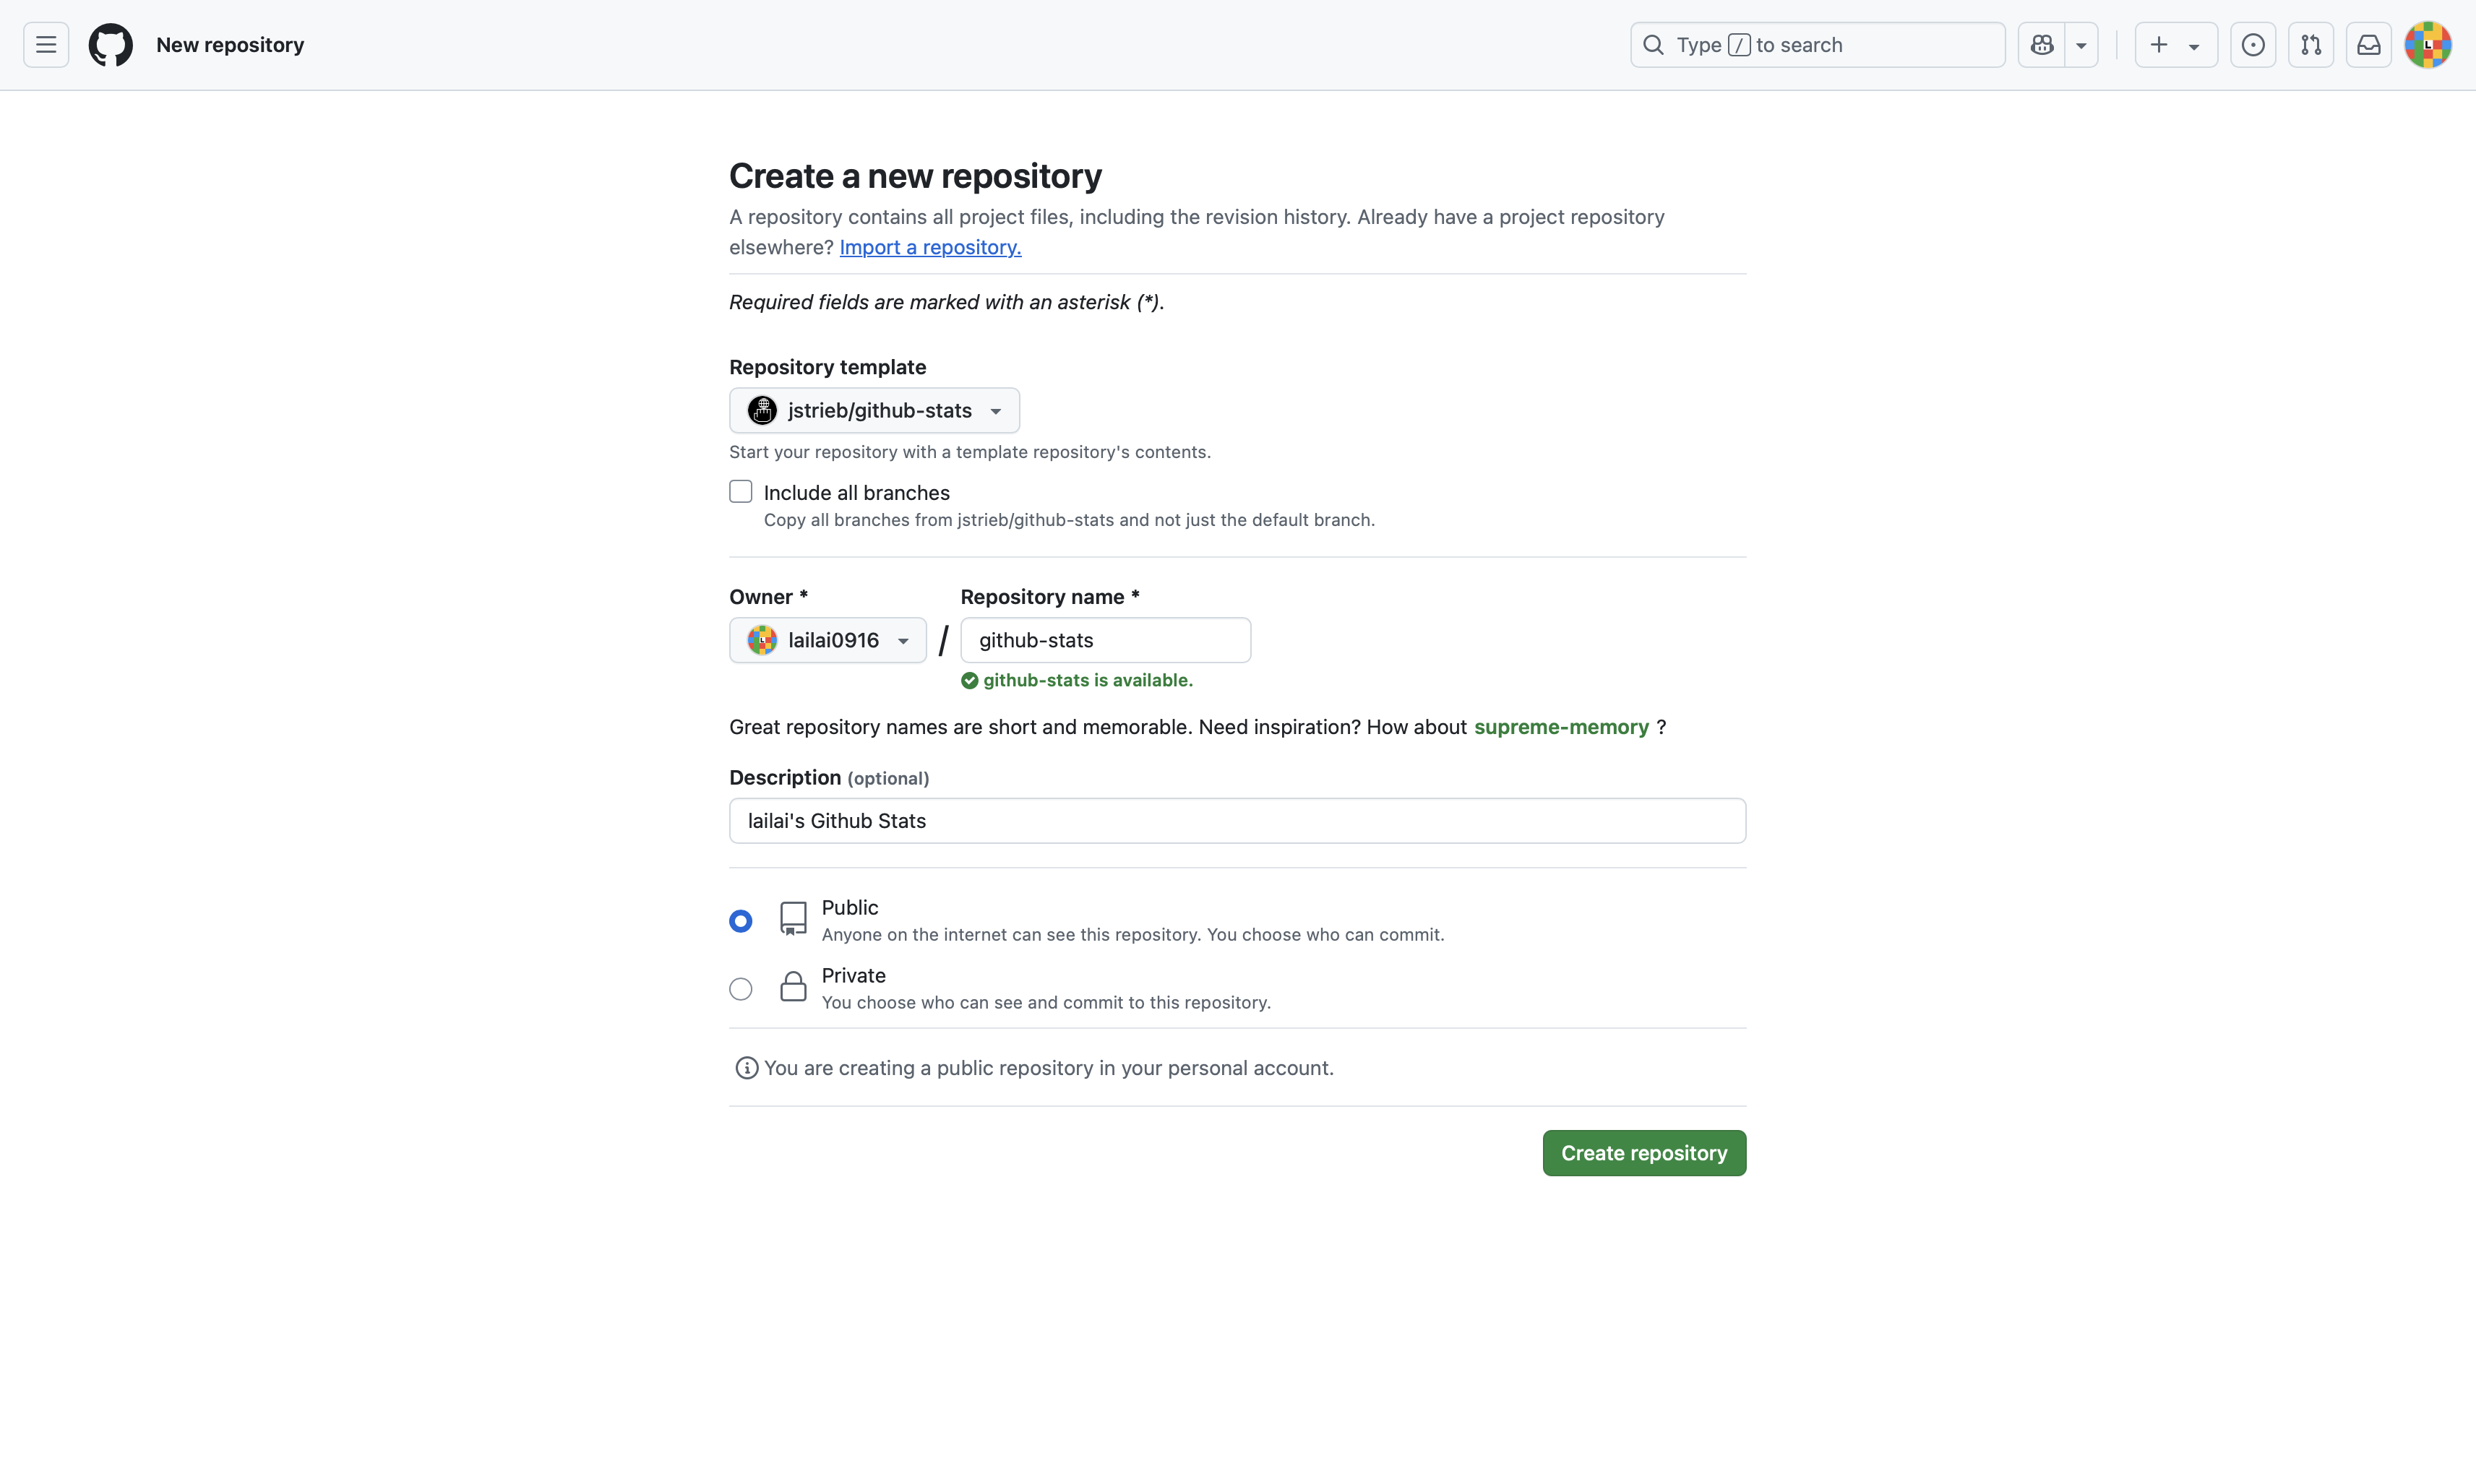 New repository
Type / to search
Create a new repository
A repository contains all project files, including the revision history. Already have a project repository
elsewhere? Import a repository.
Required fields are marked with an asterisk (*).
Repository template
jstrieb/github-stats
Start your repository with a template repository's contents.
Include all branches
Copy all branches from jstrieb/github-stats and not just the default branch.
Owner * Repository name *
L lailai0916 / github-stats
github-stats is available.
Great repository names are short and memorable. Need inspiration? How about supreme-memory ?
Description (optional)
lailai's Github Stats
Public
Anyone on the internet can see this repository. You choose who can commit.
Private
You choose who can see and commit to this repository.
You are creating a public repository in your personal account.
Create repository